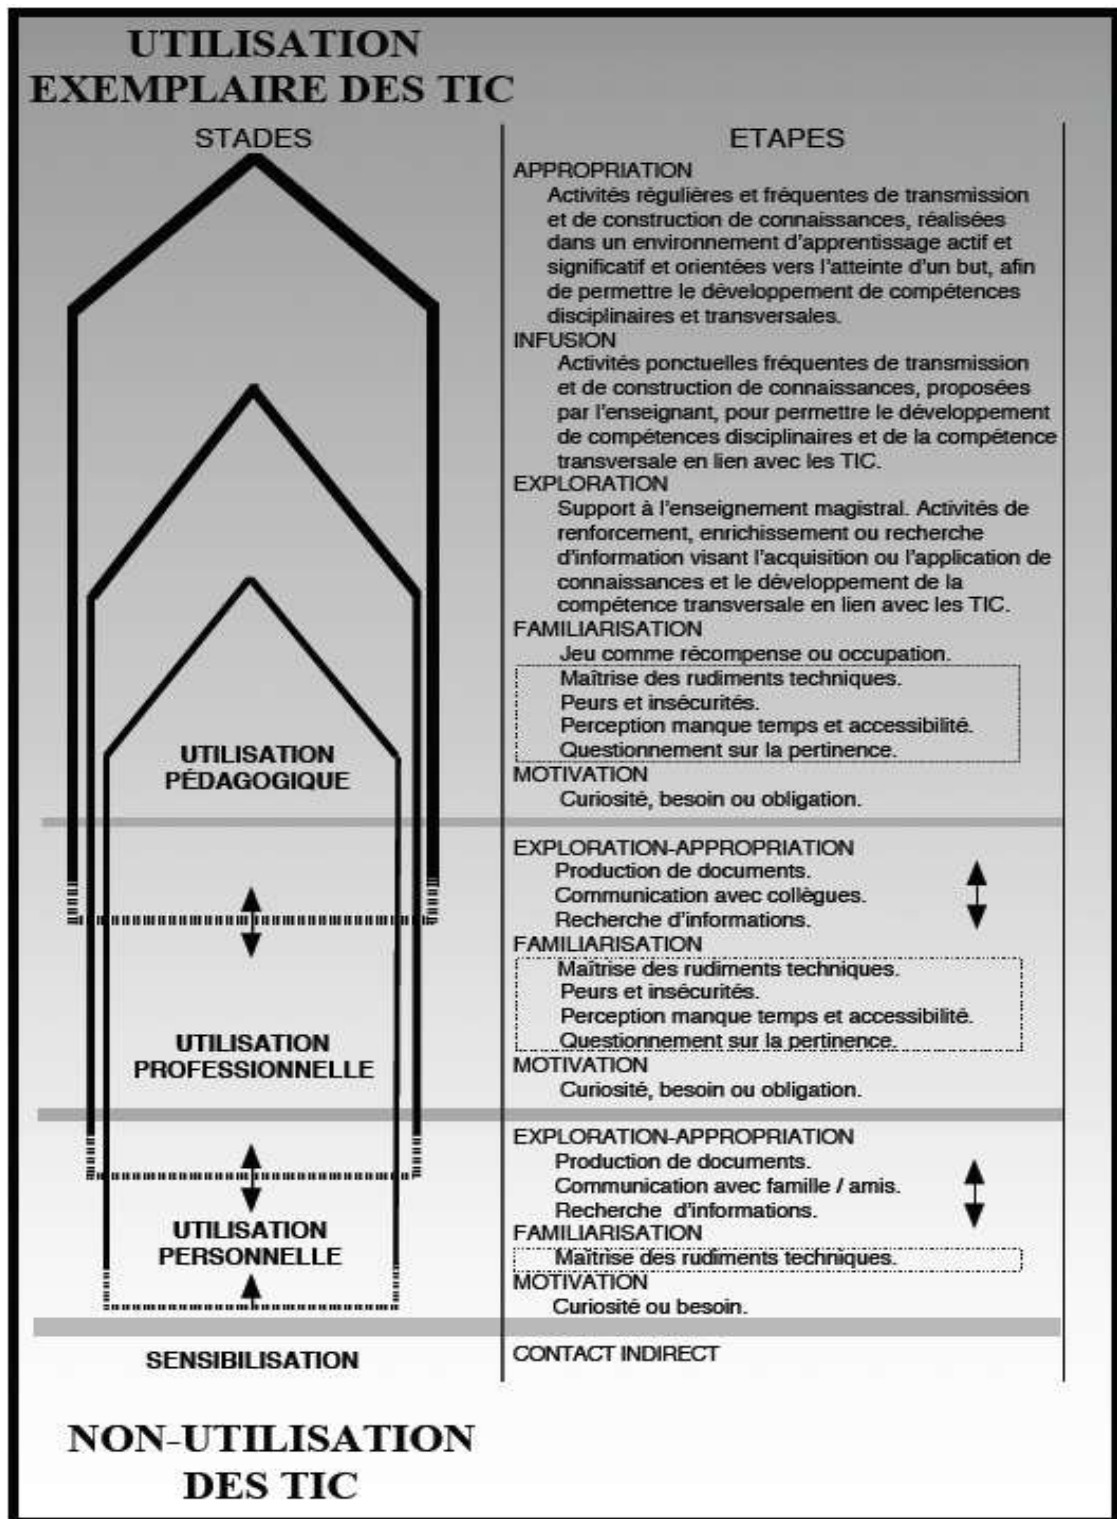 UTILISATION
EXEMPLAIRE DES TIC
STADES
ETAPES
APPROPRIATION
Activités régulières et fréquentes de transmission
et de construction de connaissances, réalisées
dans un environnement d'apprentissage actif et
significatif et orientées vers l'atteinte d'un but, afin
de permettre le développement de compétences
disciplinaires et transversales.
INFUSION
Activités ponctuelles fréquentes de transmission
et de construction de connaissances, proposées
par l'enseignant, pour permettre le développement
de compétences disciplinaires et de la compétence
transversale en lien avec les TIC.
EXPLORATION
Support à l'enseignement magistral. Activités de
renforcement, enrichissement ou recherche
d'information visant l'acquisition ou l'application de
connaissances et le développement de la
compétence transversale en lien avec les TIC.
FAMILIARISATION
Jeu comme récompense ou occupation.
Maîtrise des rudiments techniques.
Peurs et insécurités.
Perception manque temps et accessibilité.
Questionnement sur la pertinence.
MOTIVATION
Curiosité, besoin ou obligation.
UTILISATION
PÉDAGOGIQUE
EXPLORATION-APPROPRIATION
Production de documents.
Communication avec collègues.
Recherche d'informations.
FAMILIARISATION
Maîtrise des rudiments techniques.
Peurs et insécurités.
Perception manque temps et accessibilité.
Questionnement sur la pertinence.
MOTIVATION
Curiosité, besoin ou obligation.
UTILISATION
PROFESSIONNELLE
EXPLORATION-APPROPRIATION
Production de documents.
Communication avec famille / amis.
Recherche d'informations.
FAMILIARISATION
Maîtrise des rudiments techniques.
MOTIVATION
Curiosité ou besoin.
UTILISATION
PERSONNELLE
SENSIBILISATION
CONTACT INDIRECT
NON-UTILISATION
DES TIC